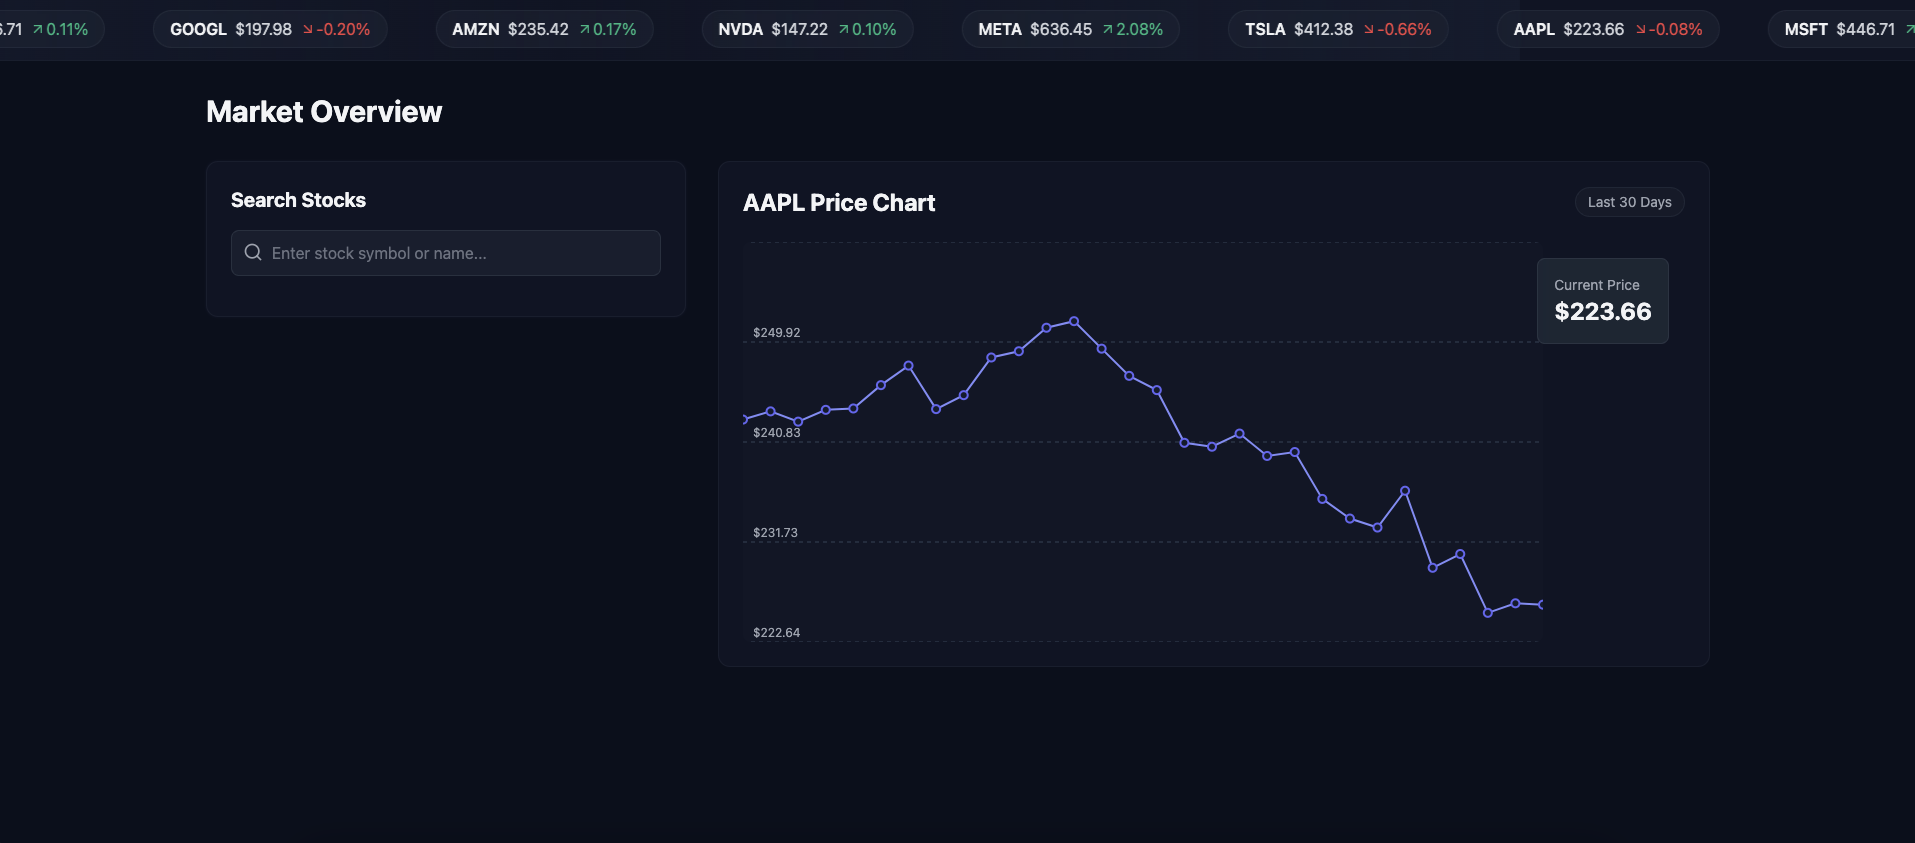 .71 0.11% GOOGL $197.98 -0.20% AMZN $235.42 0.17% NVDA $147.22 0.10% META $636.45 2.08% TSLA $412.38 -0.66% AAPL $223.66 -0.08% MSFT $446.71
Market Overview
Search Stocks
Enter stock symbol or name...
AAPL Price Chart
Last 30 Days
Current Price
$223.66
$249.92
$240.83
$231.73
$222.64